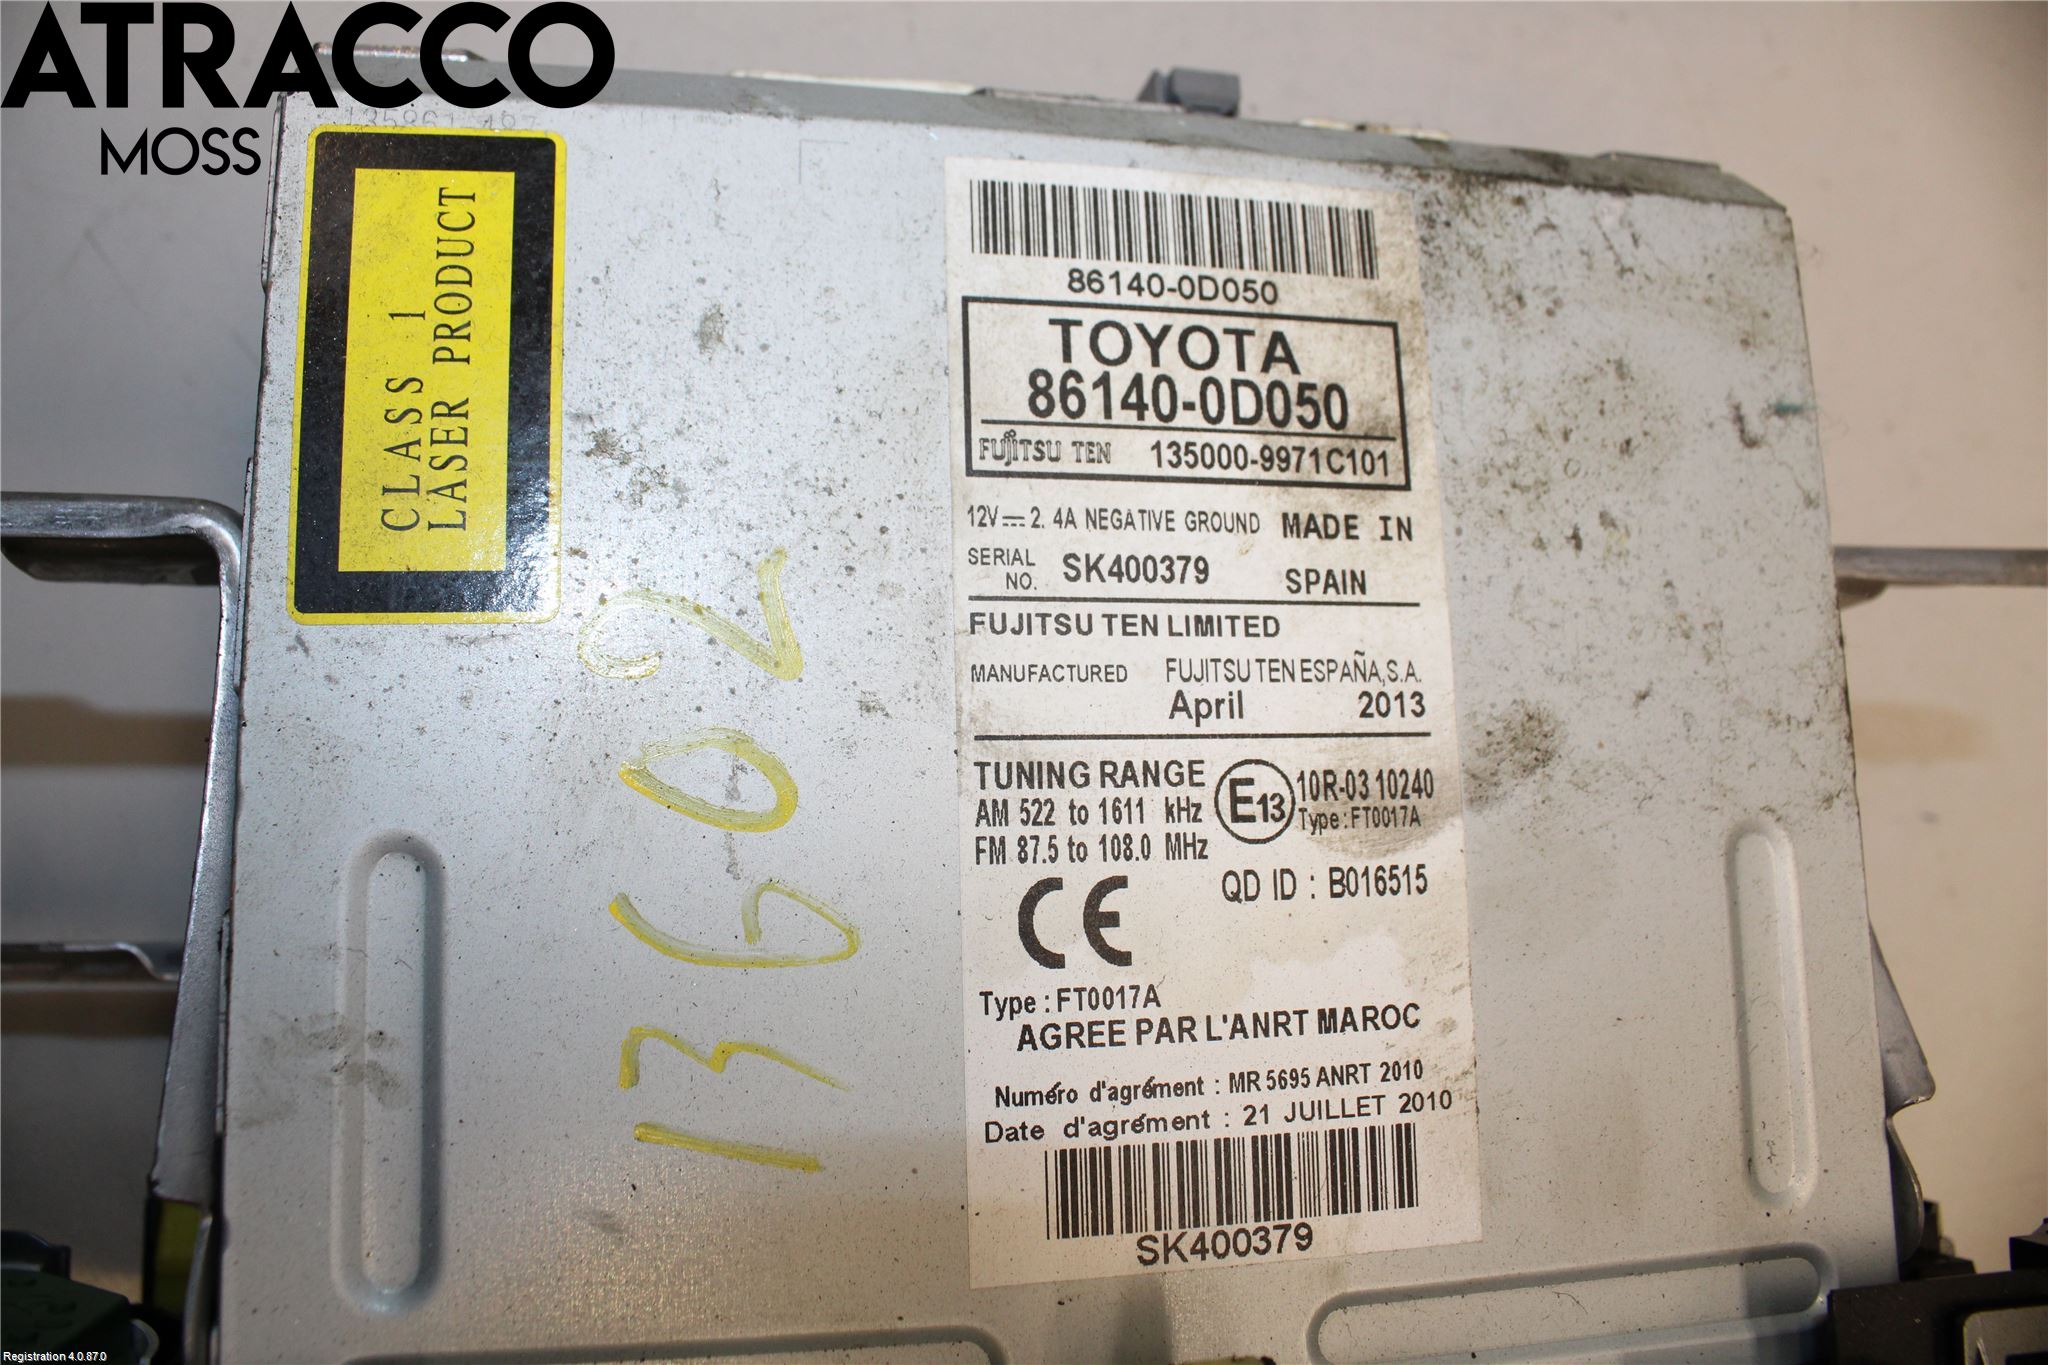 ATRACCO
MOSS
CLASS 1
LASER PRODUCT
86140-0D050
TOYOTA
86140-0D050
FUJITSU TEN 135000-9971C101
12V 2. 4A NEGATIVE GROUND MADE IN
SERIAL NO. SK400379 SPAIN
FUJITSU TEN LIMITED
MANUFACTURED FUJITSU TEN ESPAÑA,S.A.
April 2013
TUNING RANGE
AM 522 to 1611 kHz
FM 87.5 to 108.0 MHz
E13 10R-03 10240
Type : FT0017A
QD ID : B016515
CE
Type : FT0017A
AGREE PAR L'ANRT MAROC
Numéro d'agrément : MR 5695 ANRT 2010
Date d'agrément : 21 JUILLET 2010
SK400379
13602
Registration 4.0.87.0